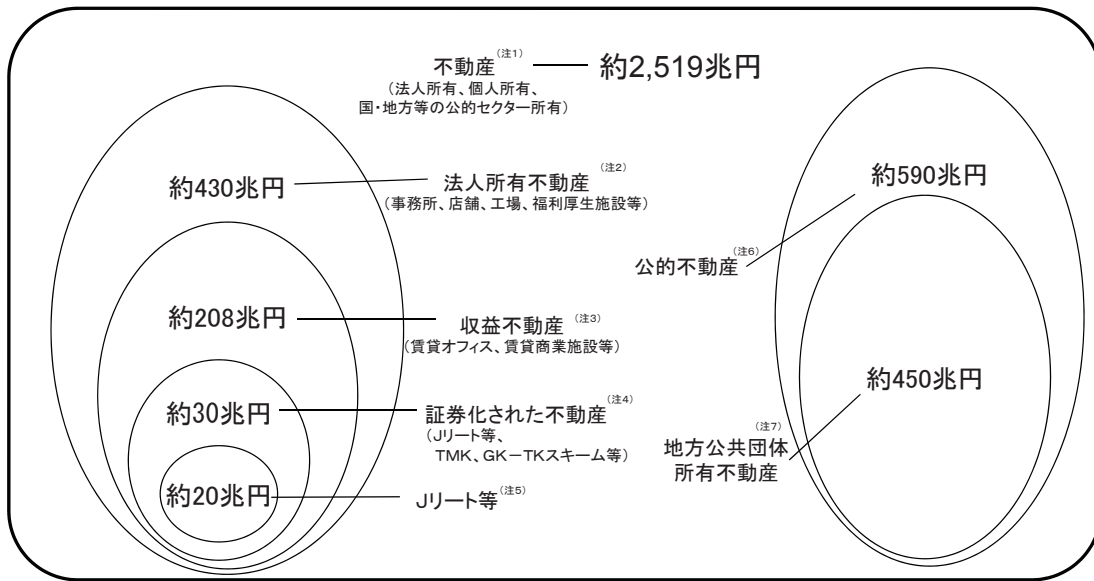 不動産(注1) 約2,519兆円
(法人所有、個人所有、
国・地方等の公的セクター所有)
約430兆円 法人所有不動産(注2)
(事務所、店舗、工場、福利厚生施設等)
約208兆円 収益不動産(注3)
(賃貸オフィス、賃貸商業施設等)
約30兆円 証券化された不動産(注4)
(Jリート等、
TMK、GK-TKスキーム等)
約20兆円 Jリート等(注5)
約590兆円
公的不動産(注6)
約450兆円
(注7)
地方公共団体
所有不動産